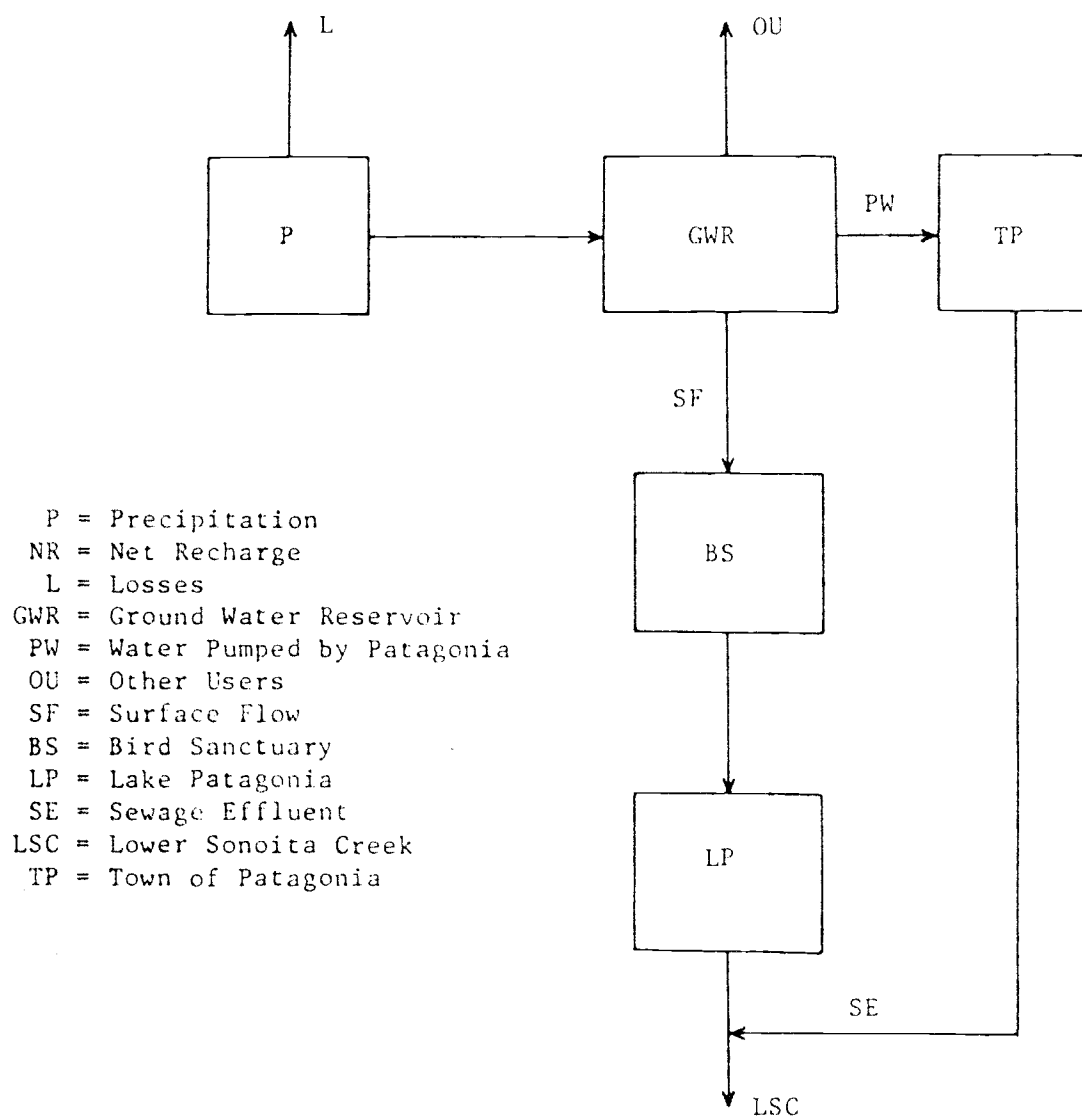 L
OU
P
GWR
PW
TP
SF
BS
P = Precipitation
NR = Net Recharge
L = Losses
GWR = Ground Water Reservoir
PW = Water Pumped by Patagonia
OU = Other Users
SF = Surface Flow
BS = Bird Sanctuary
LP = Lake Patagonia
SE = Sewage Effluent
LSC = Lower Sonoita Creek
TP = Town of Patagonia
LP
SE
LSC